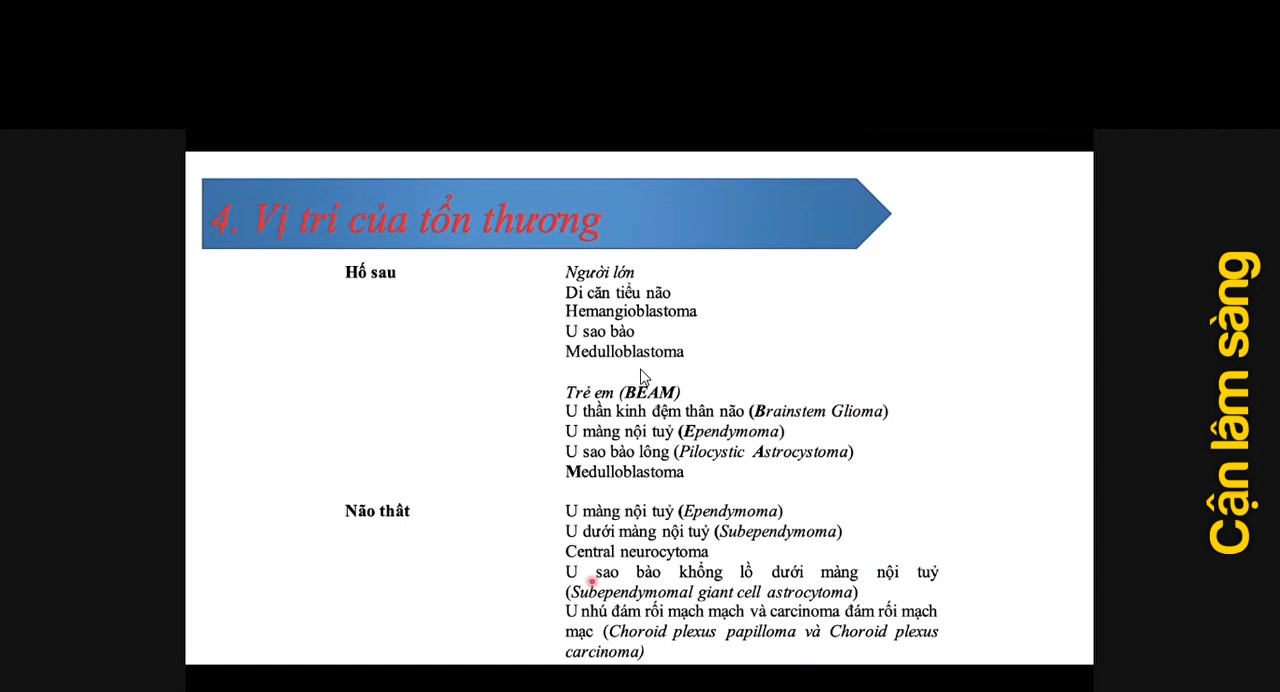 4. Vị trí của tổn thương
Hố sau
Người lớn
Di căn tiểu não
Hemangioblastoma
U sao bào
Medulloblastoma
Trẻ em (BEAM)
U thần kinh đệm thân não (Brainstem Glioma)
U màng nội tuỷ (Ependymoma)
U sao bào lông (Pilocystic Astrocystoma)
Medulloblastoma
Não thất
U màng nội tuỷ (Ependymoma)
U dưới màng nội tuỷ (Subependymoma)
Central neurocytoma
U sao bào khổng lồ dưới màng nội tuỷ
(Subependymomal giant cell astrocytoma)
U nhú đám rối mạch mạch và carcinoma đám rối mạch
mạc (Choroid plexus papilloma và Choroid plexus
carcinoma)
Cận lâm sàng